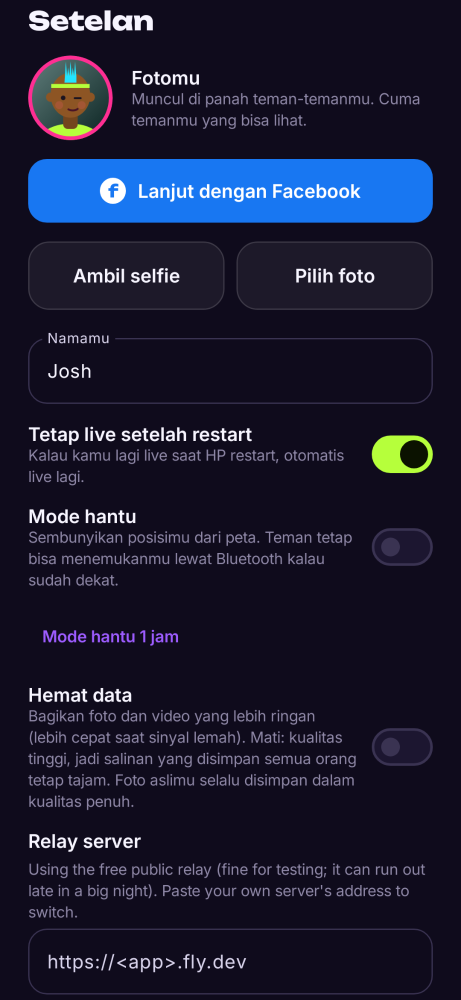 Setelan
Fotomu
Muncul di panah teman-temanmu. Cuma
temanmu yang bisa lihat.
Lanjut dengan Facebook
Ambil selfie
Pilih foto
Namamu
Josh
Tetap live setelah restart
Kalau kamu lagi live saat HP restart, otomatis
live lagi.
Mode hantu
Sembunyikan posisimu dari peta. Teman tetap
bisa menemukanmu lewat Bluetooth kalau
sudah dekat.
Mode hantu 1 jam
Hemat data
Bagikan foto dan video yang lebih ringan
(lebih cepat saat sinyal lemah). Mati: kualitas
tinggi, jadi salinan yang disimpan semua orang
tetap tajam. Foto aslimu selalu disimpan dalam
kualitas penuh.
Relay server
Using the free public relay (fine for testing; it can run out
late in a big night). Paste your own server's address to
switch.
https://<app>.fly.dev